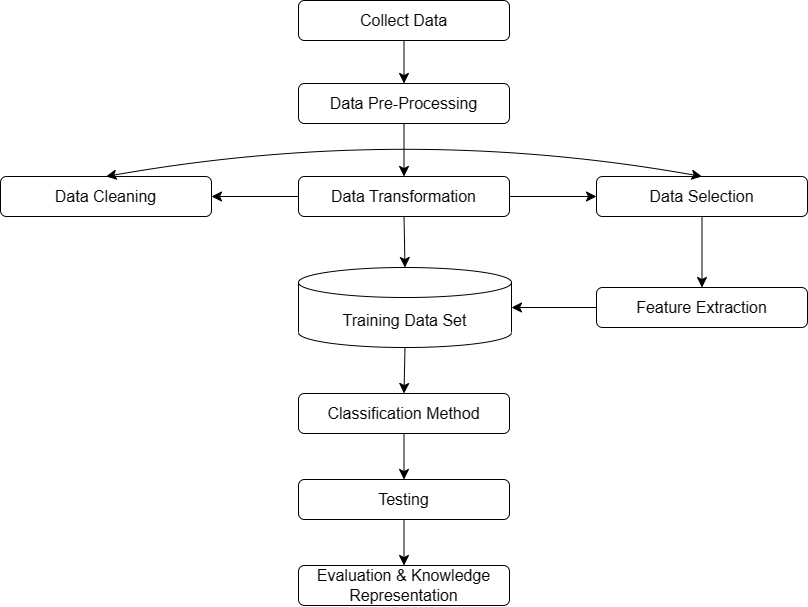 Collect Data
Data Pre-Processing
Data Cleaning
Data Transformation
Data Selection
Training Data Set
Feature Extraction
Classification Method
Testing
Evaluation & Knowledge
Representation